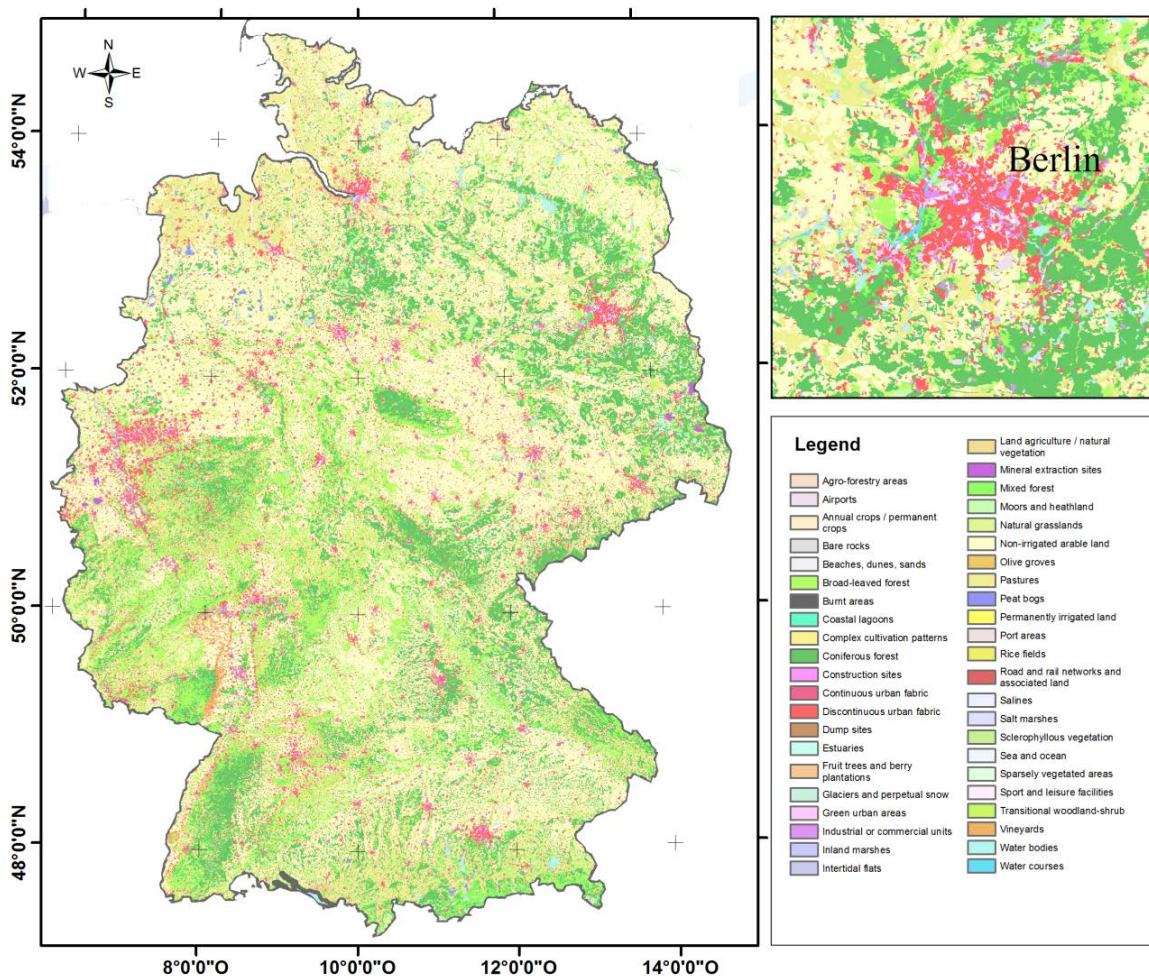 N
W E
S
54°0'0"N
52°0'0"N
50°0'0"N
48°0'0"N
8°0'0"O
10°0'0"O
12°0'0"O
14°0'0"O
Berlin
Legend
Agro-forestry areas
Airports
Annual crops / permanent
crops
Bare rocks
Beaches, dunes, sands
Broad-leaved forest
Burnt areas
Coastal lagoons
Complex cultivation patterns
Coniferous forest
Construction sites
Continuous urban fabric
Discontinuous urban fabric
Dump sites
Estuaries
Fruit trees and berry
plantations
Glaciers and perpetual snow
Green urban areas
Industrial or commercial units
Inland marshes
Intertidal flats
Land agriculture / natural
vegetation
Mineral extraction sites
Mixed forest
Moors and heathland
Natural grasslands
Non-irrigated arable land
Olive groves
Pastures
Peat bogs
Permanently irrigated land
Port areas
Rice fields
Road and rail networks and
associated land
Salines
Salt marshes
Sclerophyllous vegetation
Sea and ocean
Sparsely vegetated areas
Sport and leisure facilities
Transitional woodland-shrub
Vineyards
Water bodies
Water courses